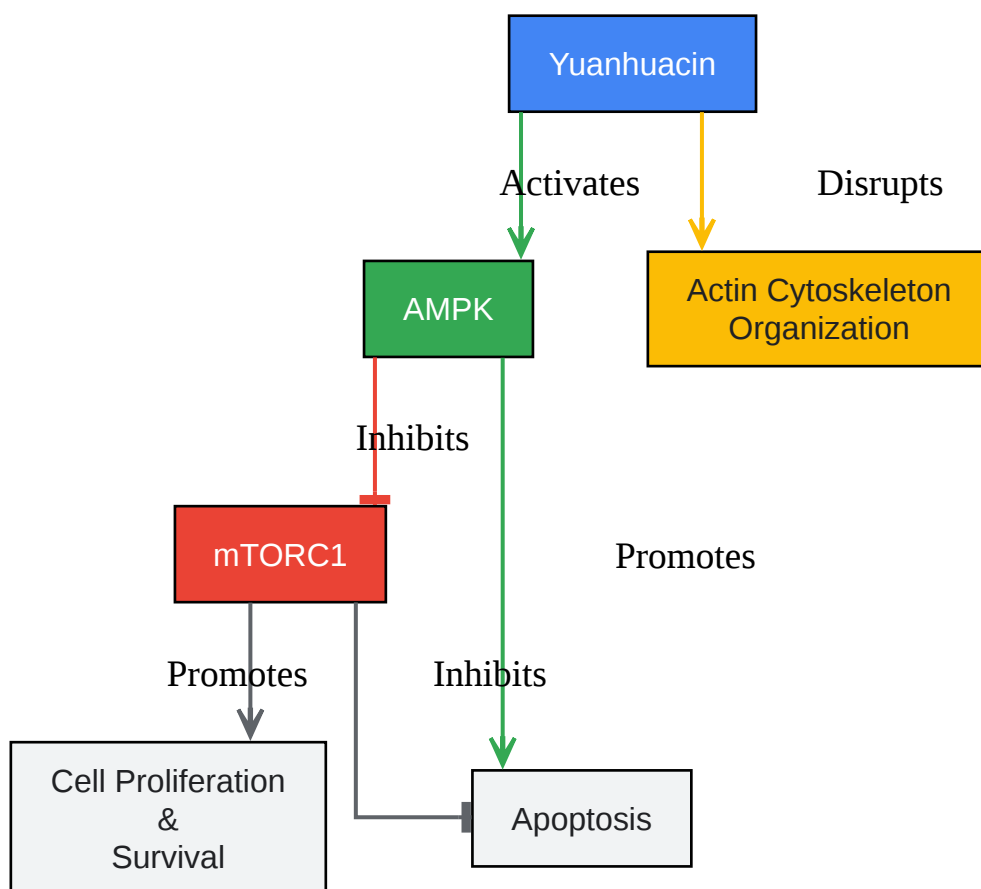 Yuanhuacin
Activates
Disrupts
AMPK
Actin Cytoskeleton
Organization
Inhibits
mTORC1
Promotes
Promotes
Inhibits
Cell Proliferation
&
Survival
Apoptosis